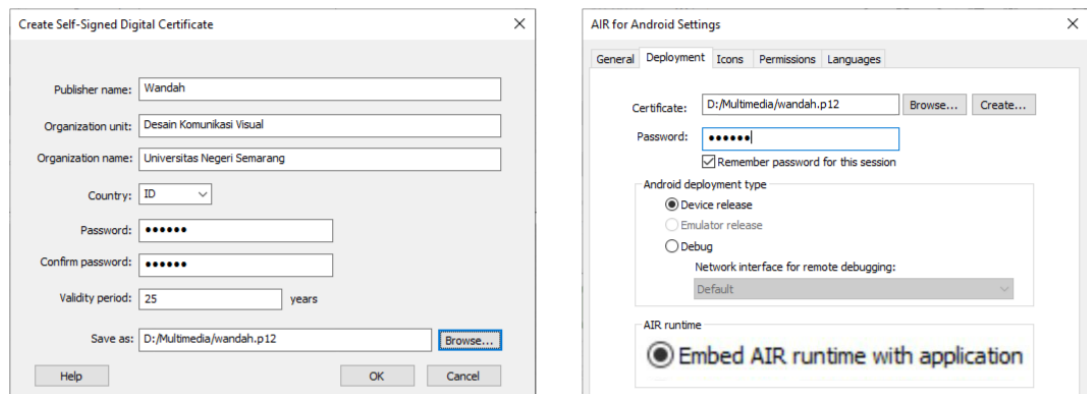 Create Self-Signed Digital Certificate
Publisher name: Wandah
Organization unit: Desain Komunikasi Visual
Organization name: Universitas Negeri Semarang
Country: ID
Password: ●●●●●●
Confirm password: ●●●●●●
Validity period: 25 years
Save as: D:/Multimedia/wandah.p12 Browse...
Help OK Cancel
AIR for Android Settings
General Deployment Icons Permissions Languages
Certificate: D:/Multimedia/wandah.p12 Browse... Create...
Password: ●●●●●●
Remember password for this session
Android deployment type
Device release
Emulator release
Debug
Network interface for remote debugging:
Default
AIR runtime
Embed AIR runtime with application